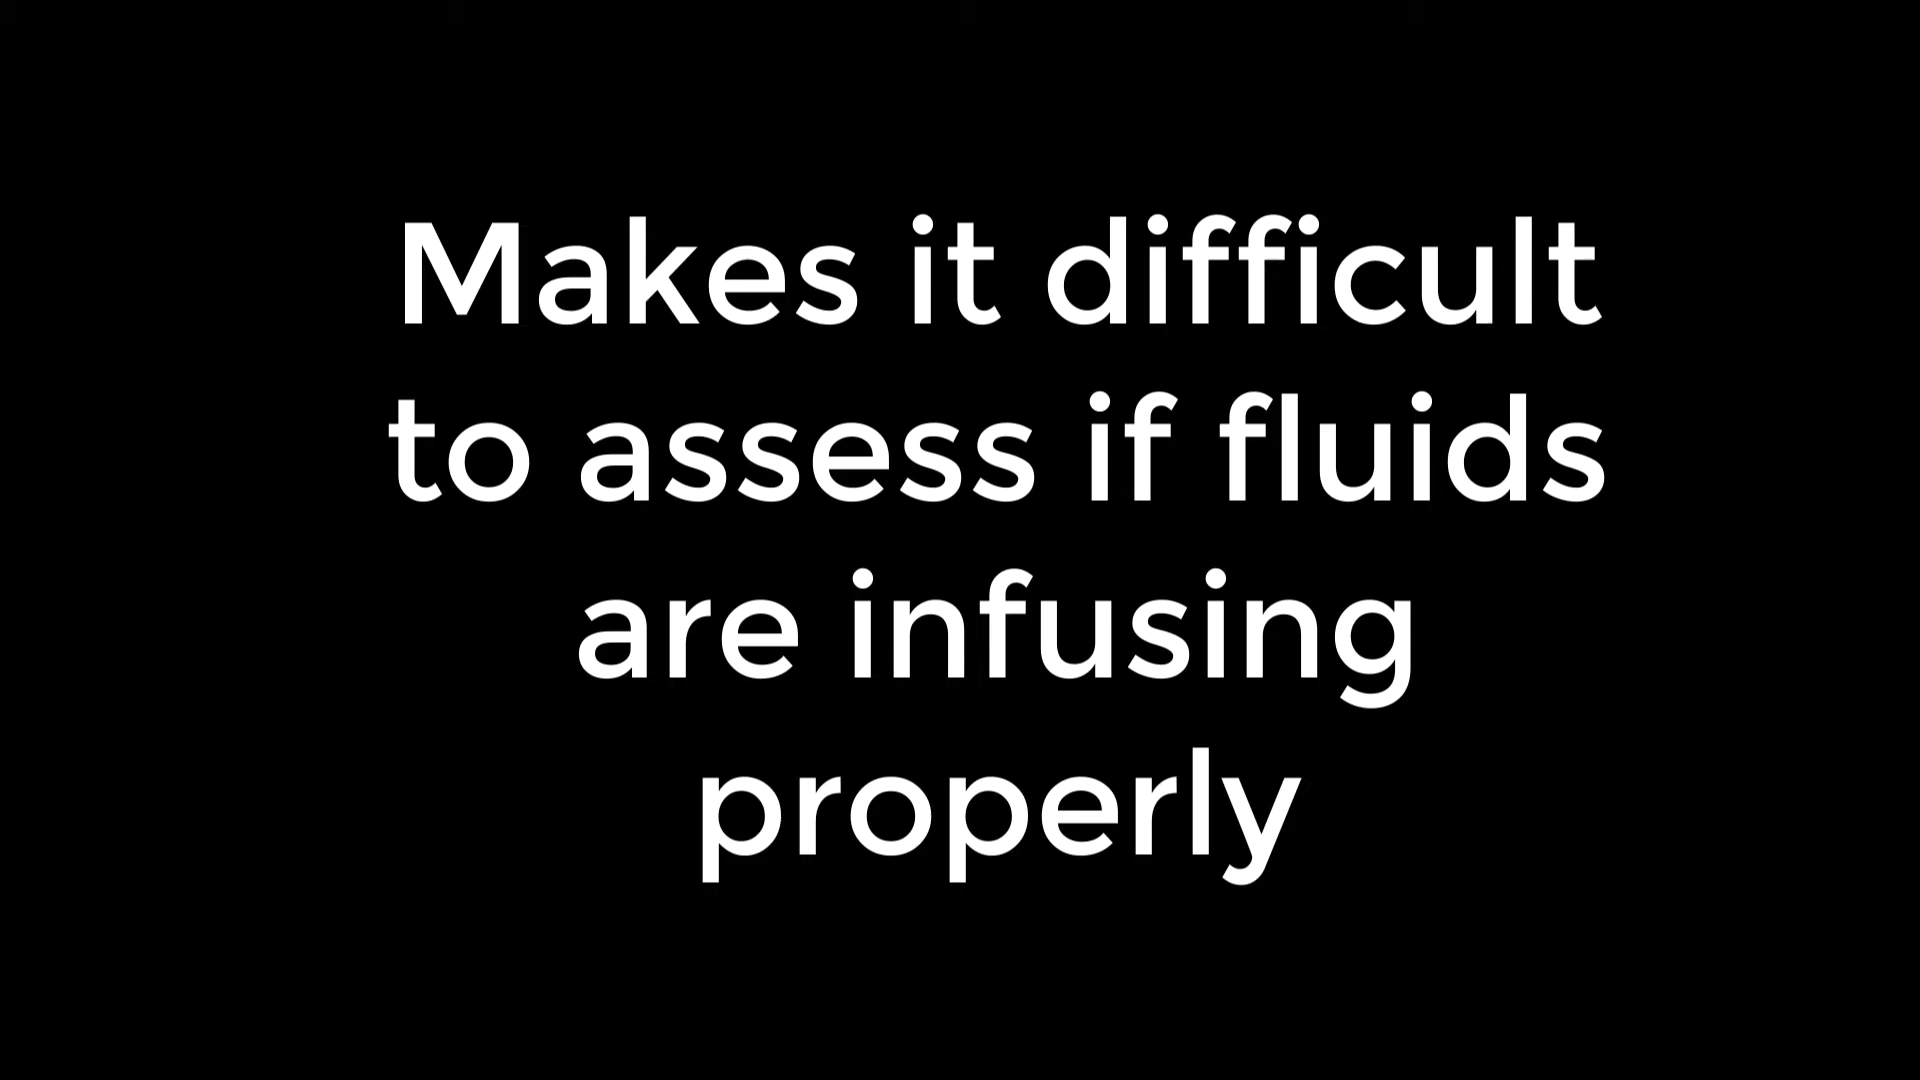 Makes it difficult
to assess if fluids
are infusing
properly